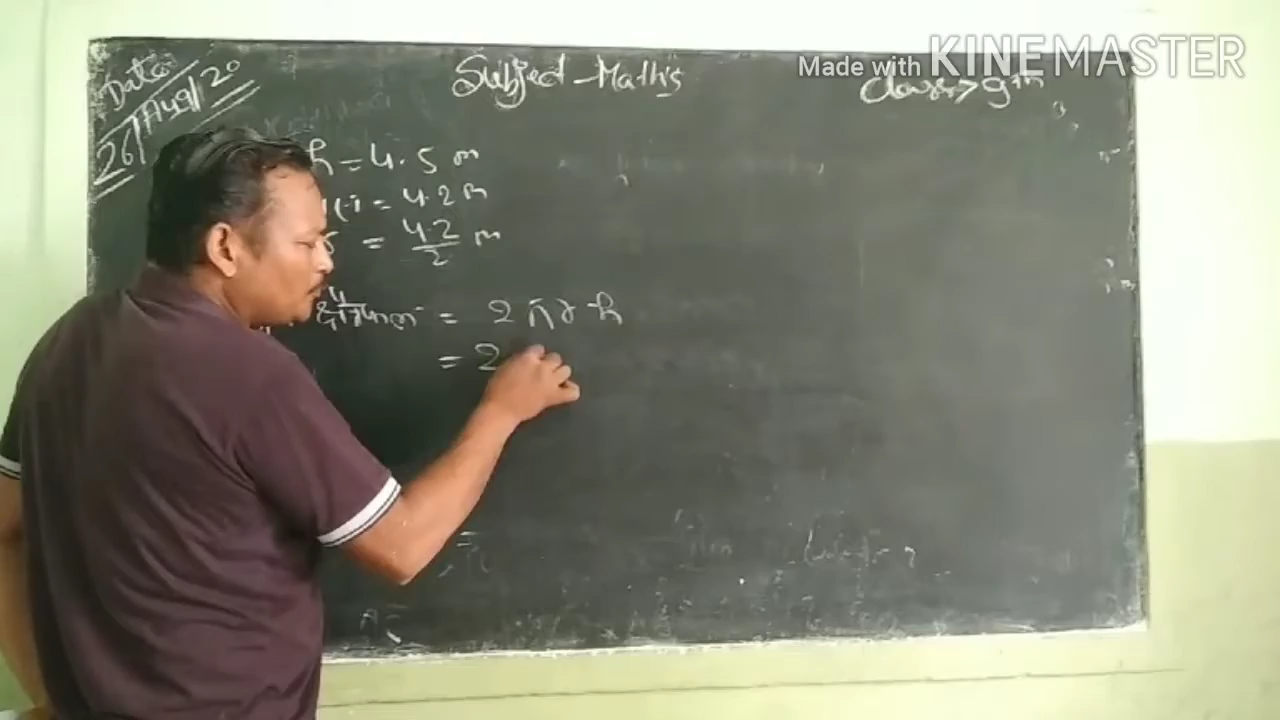 Made with KINEMASTER
Date
26/Aug/20
Subject - Maths
Class > 9th
h = 4.5 m
= 4.2 m
= 4.2/2 m
= 2πrh
= 2